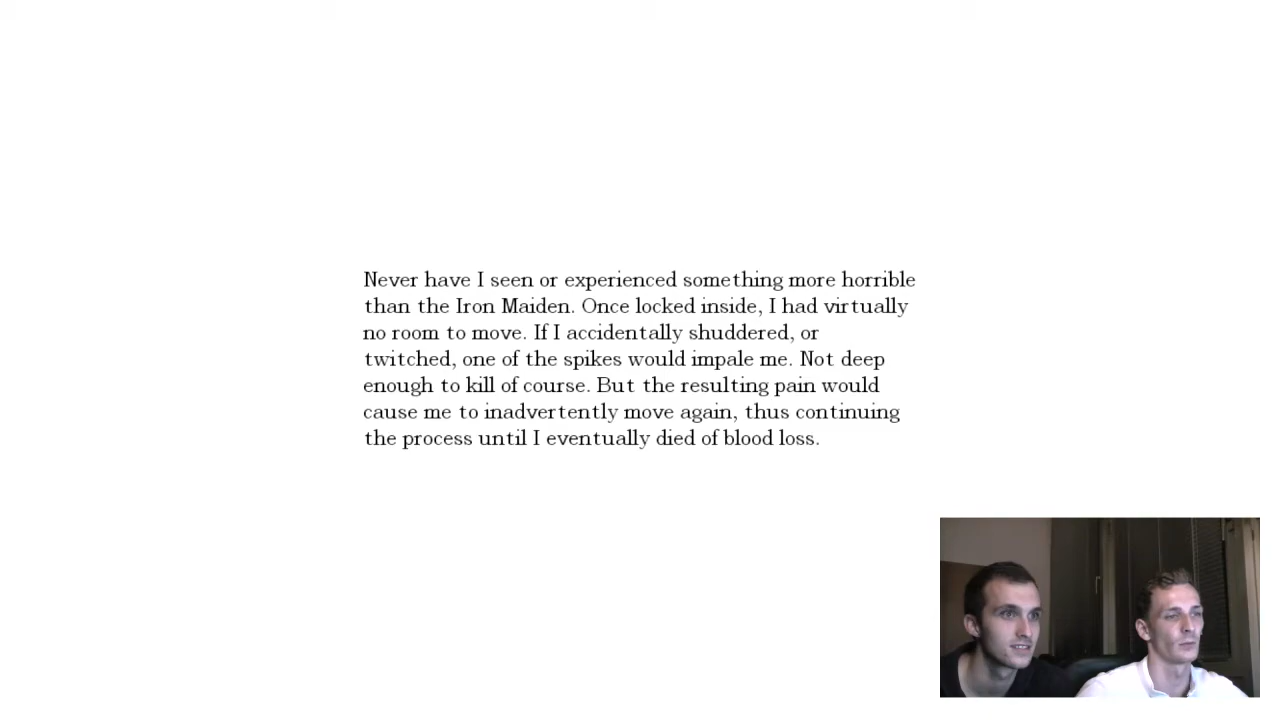 Never have I seen or experienced something more horrible
than the Iron Maiden. Once locked inside, I had virtually
no room to move. If I accidentally shuddered, or
twitched, one of the spikes would impale me. Not deep
enough to kill of course. But the resulting pain would
cause me to inadvertently move again, thus continuing
the process until I eventually died of blood loss.